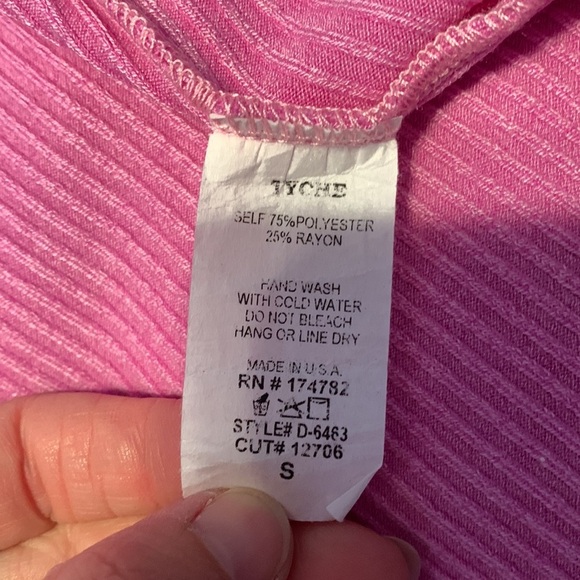 TYCHE
SELF 75%POLYESTER
25% RAYON
HAND WASH
WITH COLD WATER
DO NOT BLEACH
HANG OR LINE DRY
MADE IN U.S.A.
RN # 174782
STYLE# D-6463
CUT# 12706
S